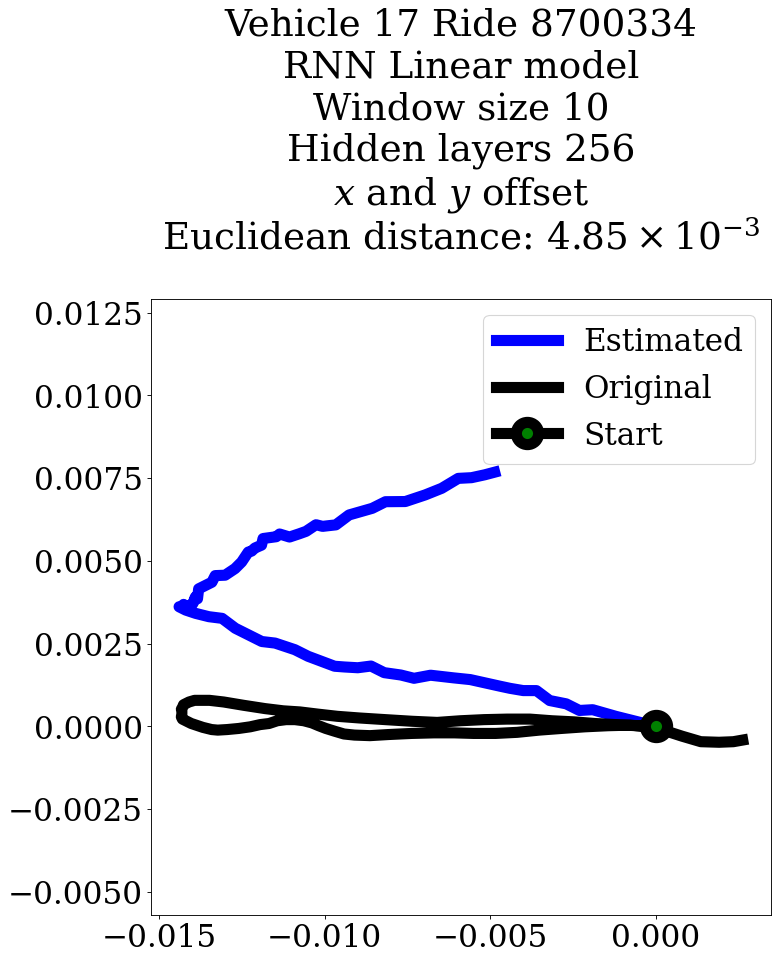 Vehicle 17 Ride 8700334
RNN Linear model
Window size 10
Hidden layers 256
x and y offset
Euclidean distance: 4.85 × 10⁻³
0.0125
0.0100
0.0075
0.0050
0.0025
0.0000
−0.0025
−0.0050
Estimated
Original
Start
−0.015 −0.010 −0.005 0.000